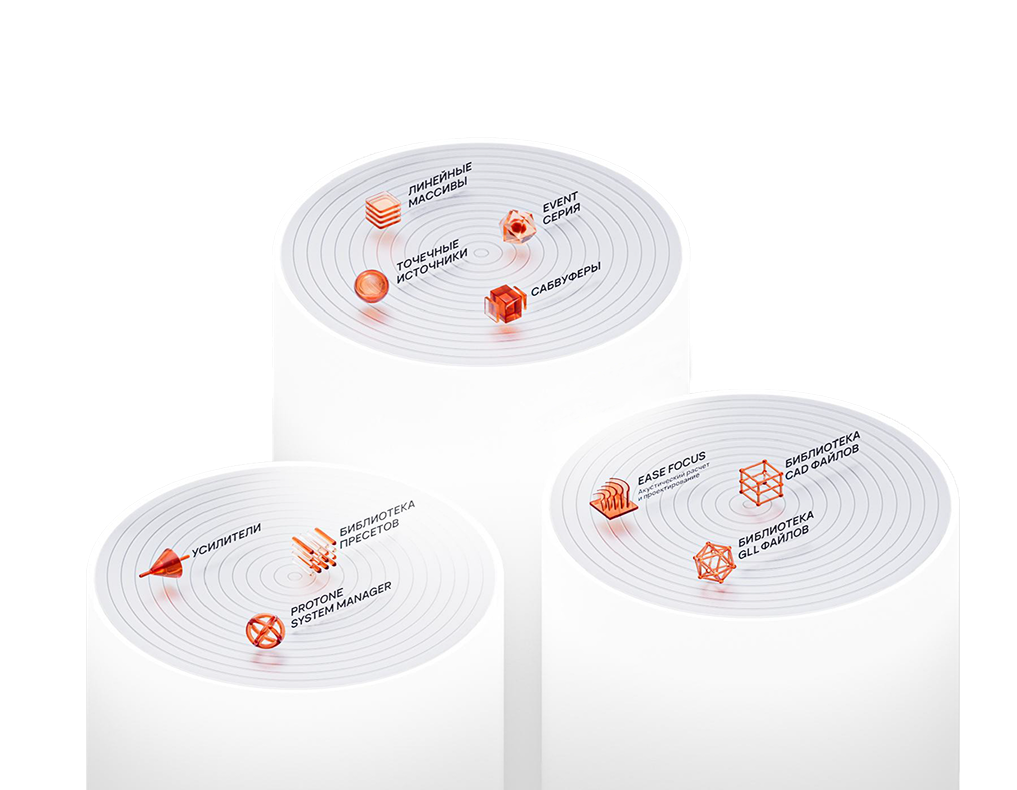 ЛИНЕЙНЫЕ
МАССИВЫ
EVENT
СЕРИЯ
ТОЧЕЧНЫЕ
ИСТОЧНИКИ
САБВУФЕРЫ
УСИЛИТЕЛИ
БИБЛИОТЕКА
ПРЕСЕТОВ
PROTONE
SYSTEM MANAGER
EASE FOCUS
Акустический расчет
и проектирование
БИБЛИОТЕКА
CAD ФАЙЛОВ
БИБЛИОТЕКА
GLL ФАЙЛОВ